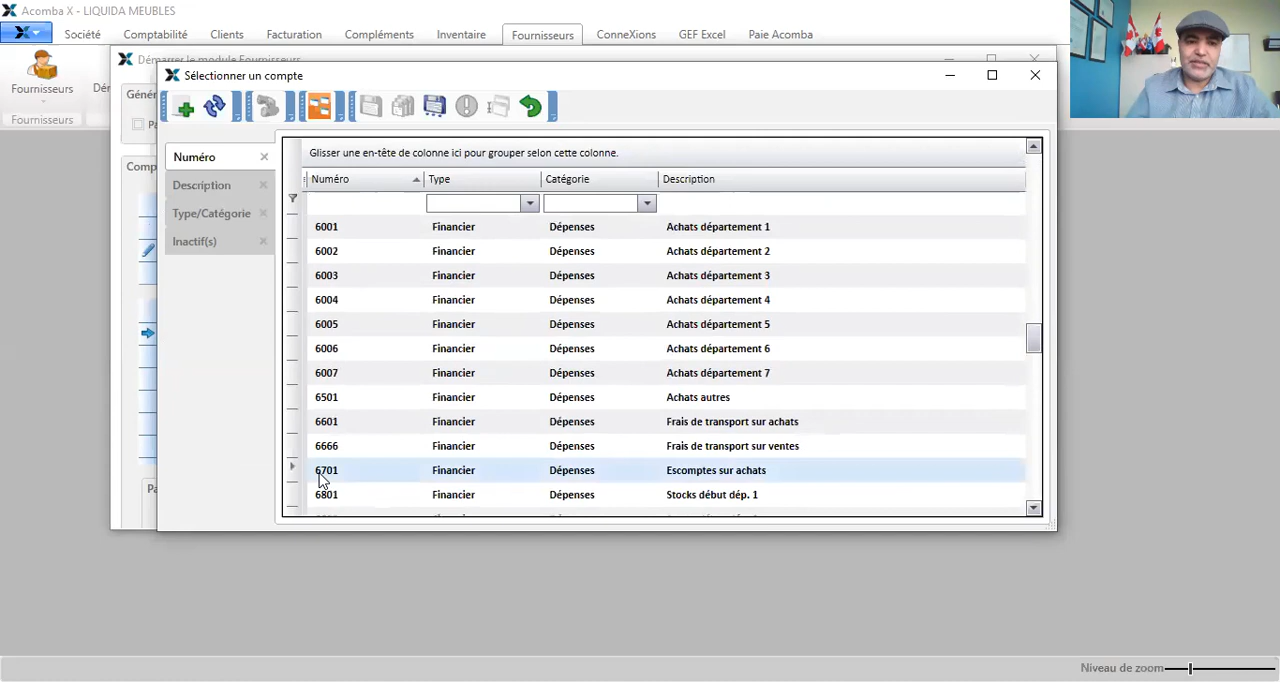 Acomba X - LIQUIDA MEUBLES
Société Comptabilité Clients Facturation Compléments Inventaire Fournisseurs ConneXions GEF Excel Paie Acomba
Démarrer le module Fournisseurs
Fournisseurs
Fournisseurs
Sélectionner un compte
Numéro
Description
Type/Catégorie
Inactif(s)
Glisser une en-tête de colonne ici pour grouper selon cette colonne.
Numéro Type Catégorie Description
6001 Financier Dépenses Achats département 1
6002 Financier Dépenses Achats département 2
6003 Financier Dépenses Achats département 3
6004 Financier Dépenses Achats département 4
6005 Financier Dépenses Achats département 5
6006 Financier Dépenses Achats département 6
6007 Financier Dépenses Achats département 7
6501 Financier Dépenses Achats autres
6601 Financier Dépenses Frais de transport sur achats
6666 Financier Dépenses Frais de transport sur ventes
6701 Financier Dépenses Escomptes sur achats
6801 Financier Dépenses Stocks début dép. 1
Niveau de zoom